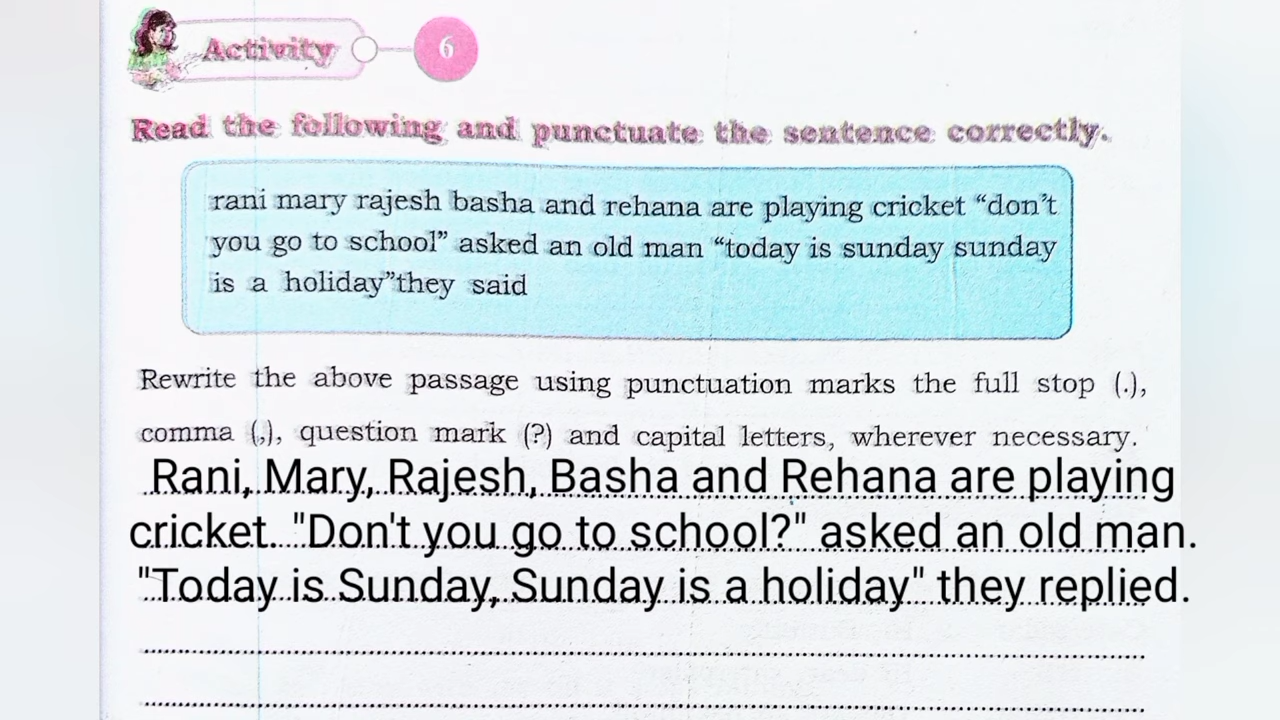 Activity 6
Read the following and punctuate the sentence correctly.
rani mary rajesh basha and rehana are playing cricket “don’t
you go to school” asked an old man “today is sunday sunday
is a holiday”they said
Rewrite the above passage using punctuation marks the full stop (.),
comma (,), question mark (?) and capital letters, wherever necessary.
Rani, Mary, Rajesh, Basha and Rehana are playing
cricket. "Don't you go to school?" asked an old man.
"Today is Sunday, Sunday is a holiday" they replied.